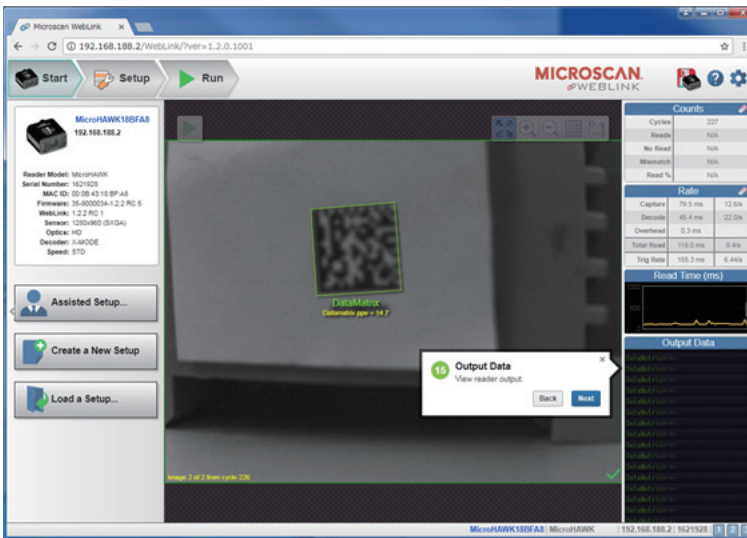 Microscan WebLink
192.168.188.2/WebLink/?ver=1.2.0.1001
Start
Setup
Run
MICROSCAN
WEBLINK
MicroHAWK18BFA8
192.168.188.2
Reader Model: MicroHAWK
Serial Number: 1621928
MAC ID: 00:0B:43:18:BF:A8
Firmware: 35-9000034-1.2.2 RC 5
WebLink: 1.2.2 RC 1
Sensor: 1280x960 (SXGA)
Optics: HD
Decoder: X-MODE
Speed: STD
Assisted Setup...
Create a New Setup
Load a Setup...
DataMatrix
Datamatrix ppe = 14.7
Image 2 of 2 from cycle 226
15 Output Data
View reader output.
Back Next
Counts
Cycles 227
Reads N/A
No Read N/A
Mismatch N/A
Read % N/A
Rate
Capture 79.5 ms 12.6/s
Decode 45.4 ms 22.0/s
Overhead 0.3 ms
Total Read 119.0 ms 8.4/s
Trig Rate 155.3 ms 6.44/s
Read Time (ms)
1000
500
Output Data
MicroHAWK18BFA8 MicroHAWK 192.168.188.2 1621928 1 2